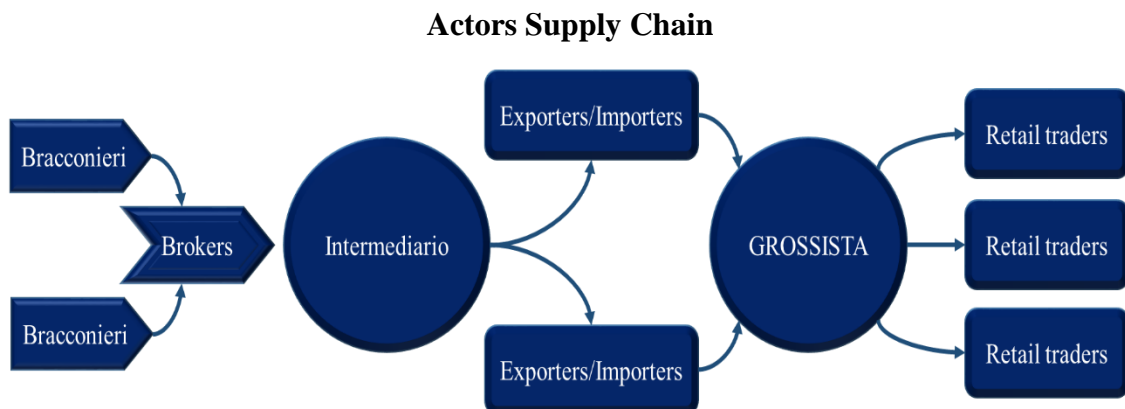 Actors Supply Chain
Bracconieri
Bracconieri
Brokers
Intermediario
Exporters/Importers
Exporters/Importers
GROSSISTA
Retail traders
Retail traders
Retail traders